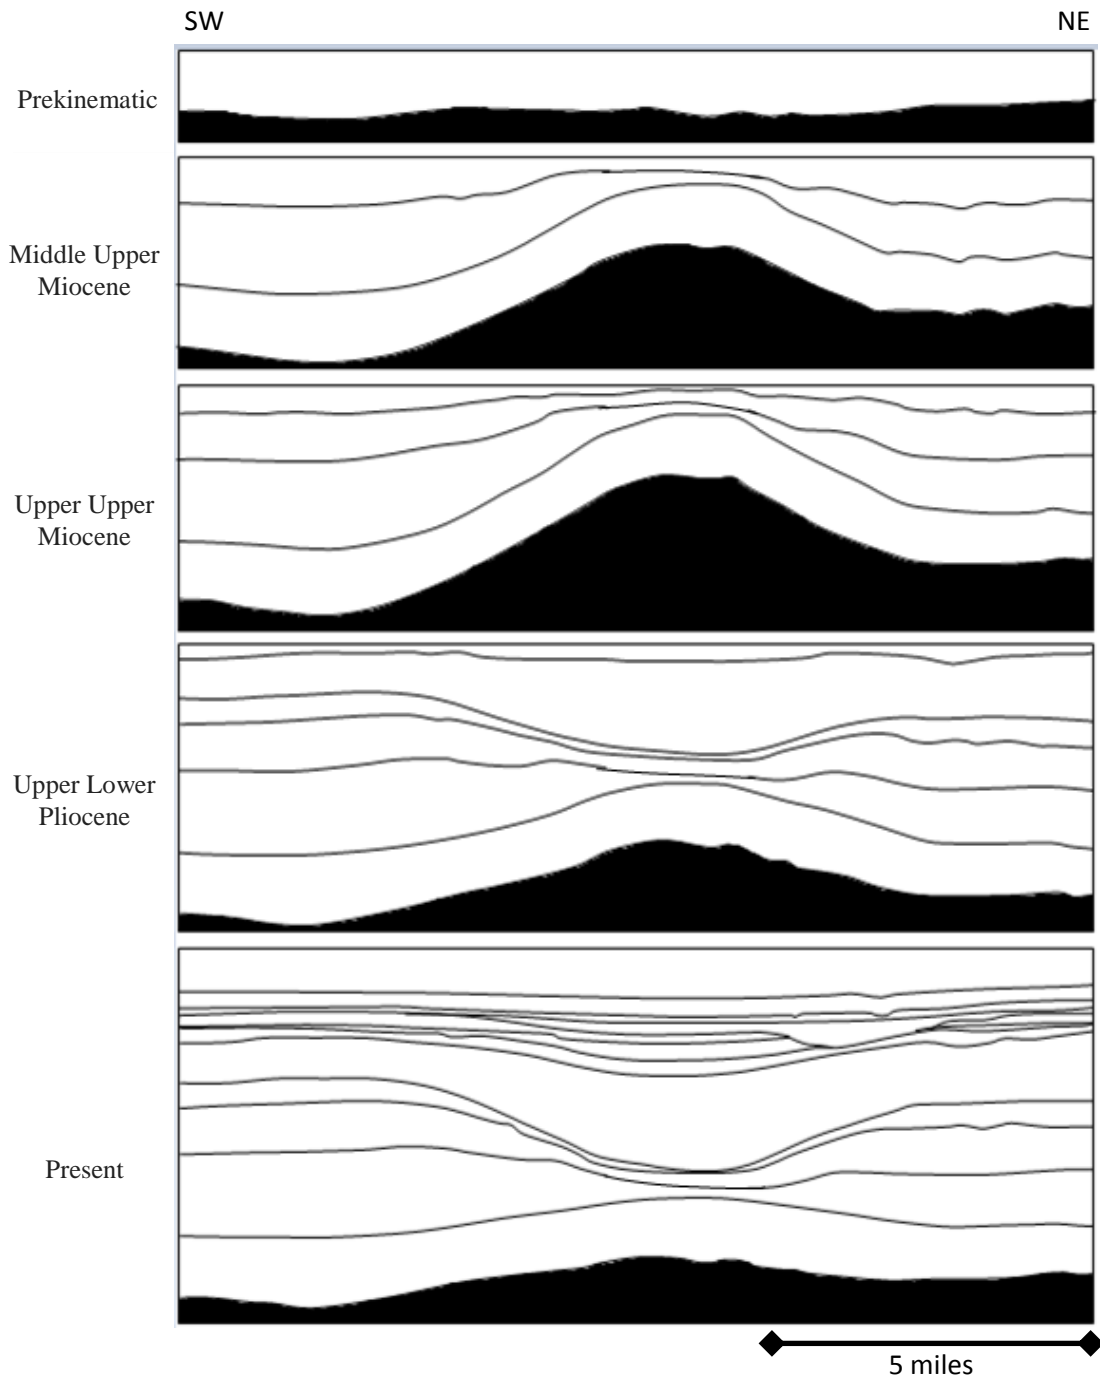 SW
NE
Prekinematic
Middle Upper
Miocene
Upper Upper
Miocene
Upper Lower
Pliocene
Present
5 miles